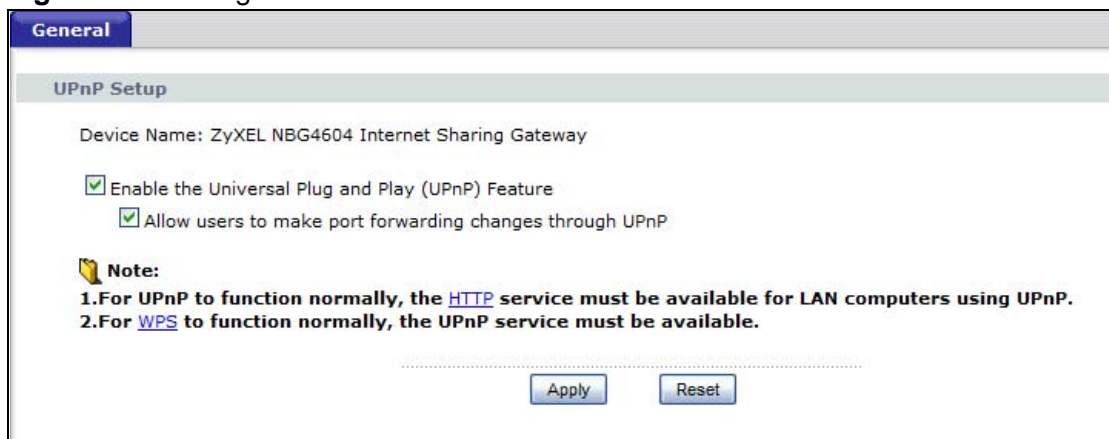 General
UPnP Setup
Device Name: ZyXEL NBG4604 Internet Sharing Gateway
Enable the Universal Plug and Play (UPnP) Feature
Allow users to make port forwarding changes through UPnP
Note:
1.For UPnP to function normally, the HTTP service must be available for LAN computers using UPnP.
2.For WPS to function normally, the UPnP service must be available.
Apply Reset